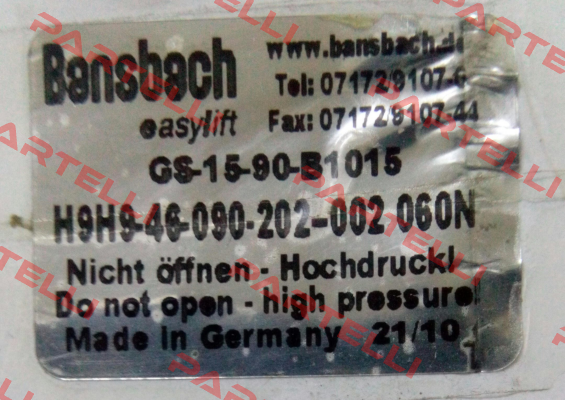 Bansbach
easylift
www.bansbach.de
Tel: 07172/9107-0
Fax: 07172/9107-44
GS-15-90-B1015
H9H9-46-090-202-002 060N
Nicht öffnen - Hochdruck!
Do not open - high pressure!
Made in Germany 21/10
PARTELLI
PARTELLI
PARTELLI
PARTELLI
PARTELLI
PARTELLI